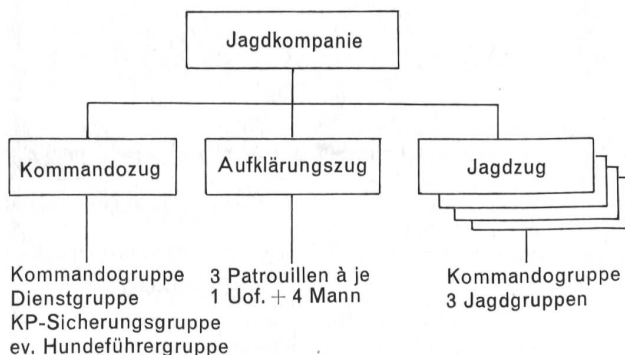 Jagdkompanie
Kommandozug
Aufklärungszug
Jagdzug
Kommandogruppe
Dienstgruppe
KP-Sicherungsgruppe
ev. Hundeführergruppe
3 Patrouillen à je
1 Uof. + 4 Mann
Kommandogruppe
3 Jagdgruppen